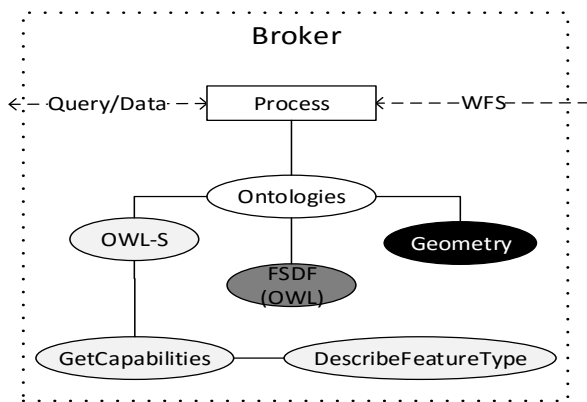 Broker
Query/Data
Process
WFS
Ontologies
OWL-S
Geometry
FSDF
(OWL)
GetCapabilities
DescribeFeatureType